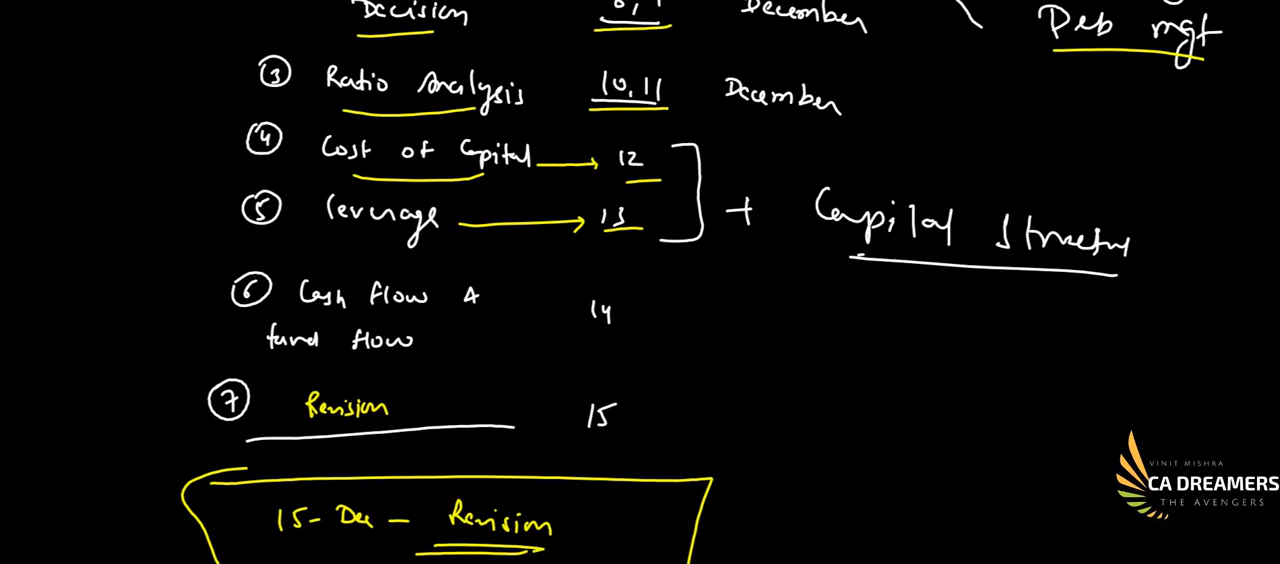 Decision December
Deb mgt
③ Ratio Analysis 10, 11 December
④ Cost of Capital → 12
⑤ leverage → 13
+ Capital Structure
⑥ Cash flow &
fund flow 14
⑦ Revision 15
15 - Dec - Revision
VINIT MISHRA
CA DREAMERS
THE AVENGERS